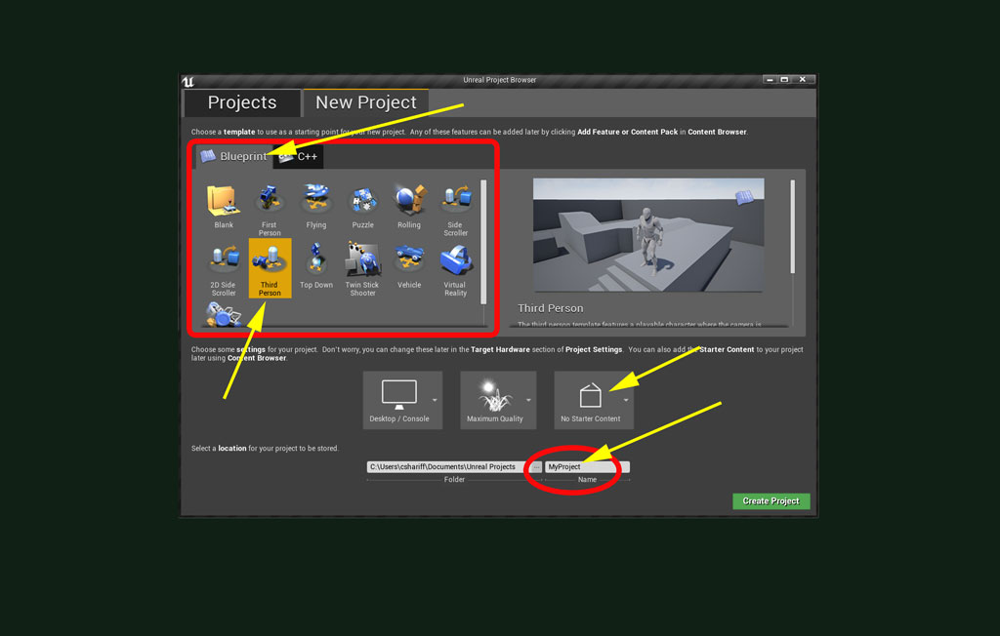 Unreal Project Browser
Projects
New Project
Choose a template to use as a starting point for your new project. Any of these features can be added later by clicking Add Feature or Content Pack in Content Browser.
Blueprint
C++
Blank
First Person
Flying
Puzzle
Rolling
Side Scroller
2D Side Scroller
Third Person
Top Down
Twin Stick Shooter
Vehicle
Virtual Reality
Third Person
The third person template features a playable character where the camera is
Choose some settings for your project. Don't worry, you can change these later in the Target Hardware section of Project Settings. You can also add the Starter Content to your project
later using Content Browser.
Desktop / Console
Maximum Quality
No Starter Content
Select a location for your project to be stored.
C:\Users\cshariff\Documents\Unreal Projects
...
MyProject
Folder
Name
Create Project